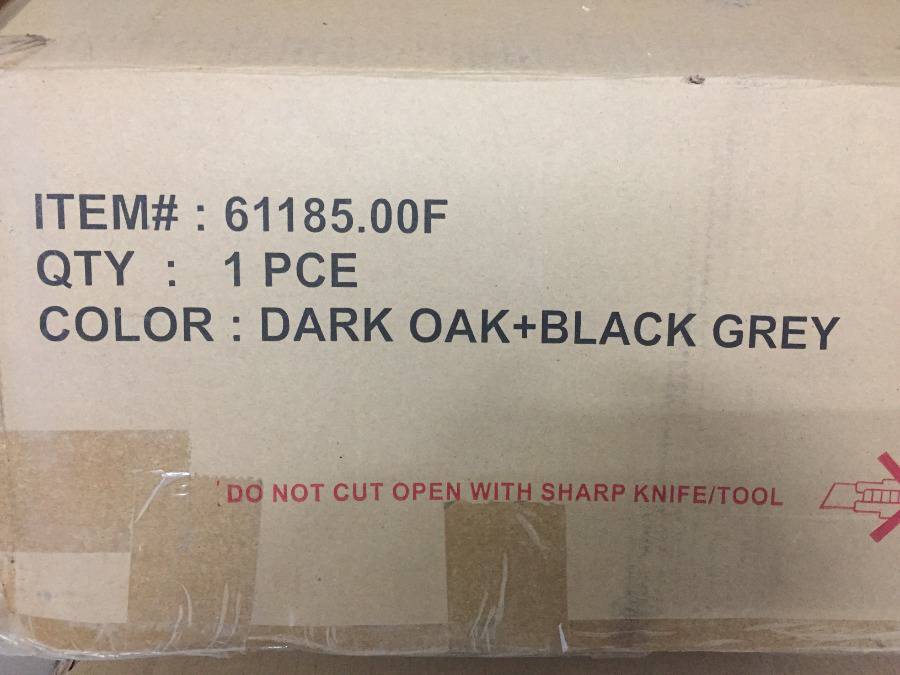 ITEM# : 61185.00F
QTY : 1 PCE
COLOR : DARK OAK+BLACK GREY
DO NOT CUT OPEN WITH SHARP KNIFE/TOOL